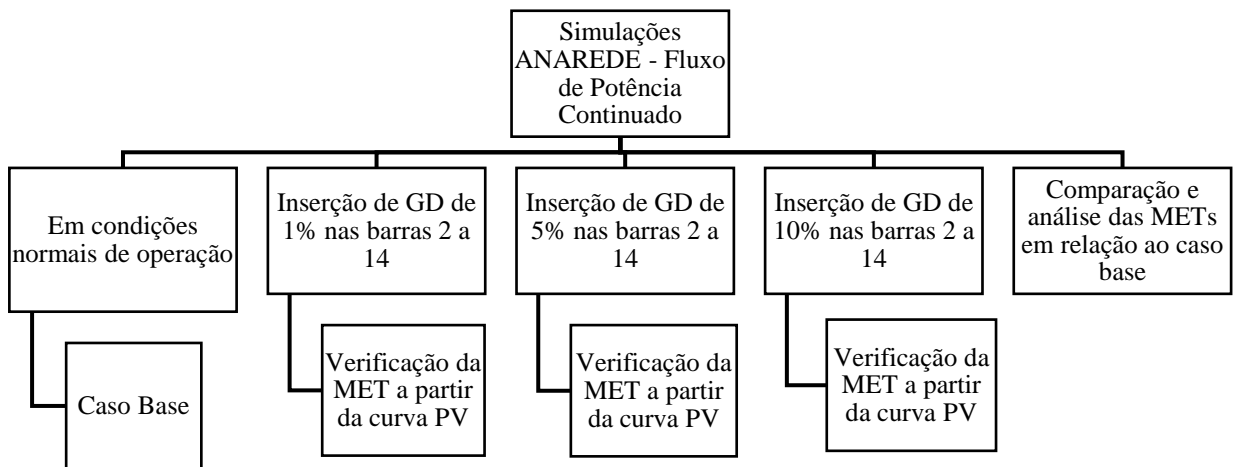 Simulações
ANAREDE - Fluxo
de Potência
Continuado
Em condições
normais de operação
Inserção de GD de
1% nas barras 2 a
14
Inserção de GD de
5% nas barras 2 a
14
Inserção de GD de
10% nas barras 2 a
14
Comparação e
análise das METs
em relação ao caso
base
Caso Base
Verificação da
MET a partir
da curva PV
Verificação da
MET a partir
da curva PV
Verificação da
MET a partir
da curva PV